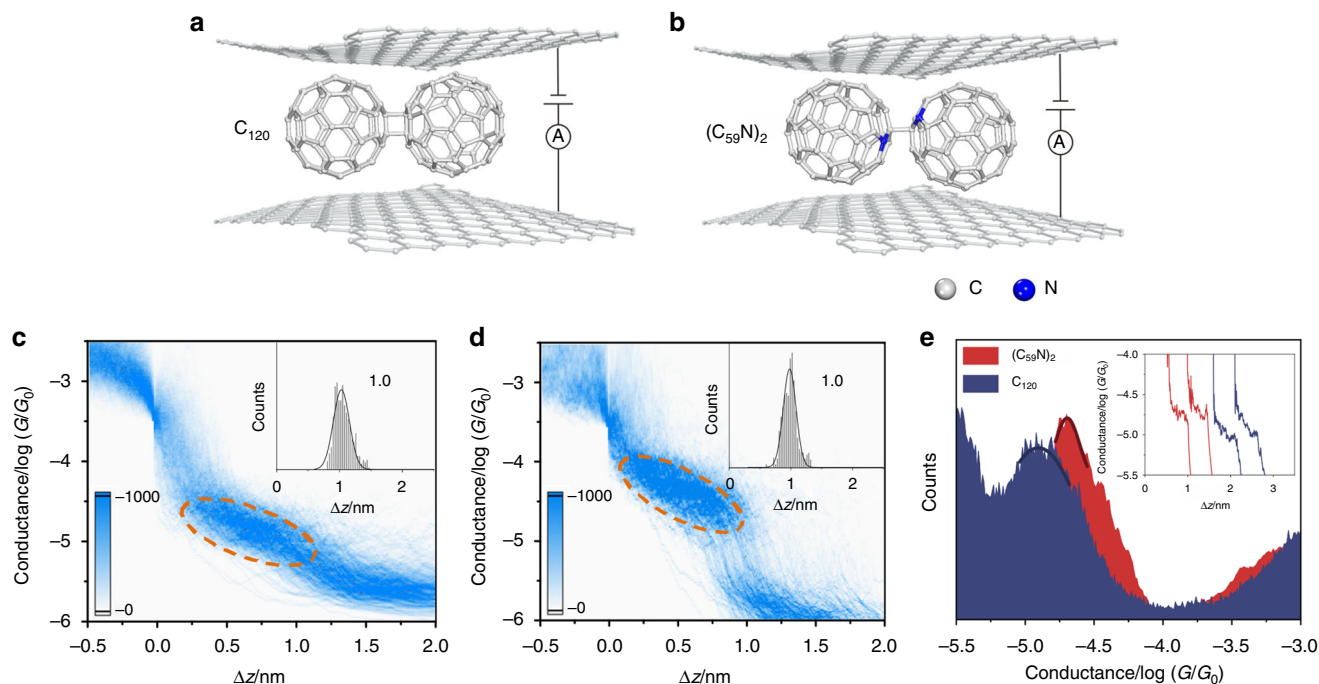 a
b
C₁₂₀
A
(C₅₉N)₂
A
C
N
c
d
e
Conductance/log (G/G₀)
−3
−4
−5
−6
−1000
−0
Counts
1.0
0
1
2
Δz/nm
−0.5
0.0
0.5
1.0
1.5
2.0
Δz/nm
Conductance/log (G/G₀)
−3
−4
−5
−6
−1000
−0
Counts
1.0
0
1
2
Δz/nm
−0.5
0.0
0.5
1.0
1.5
2.0
Δz/nm
(C₅₉N)₂
C₁₂₀
Counts
Conductance/log (G/G₀)
−4.0
−4.5
−5.0
−5.5
0
1
2
3
Δz/nm
−5.5
−5.0
−4.5
−4.0
−3.5
−3.0
Conductance/log (G/G₀)